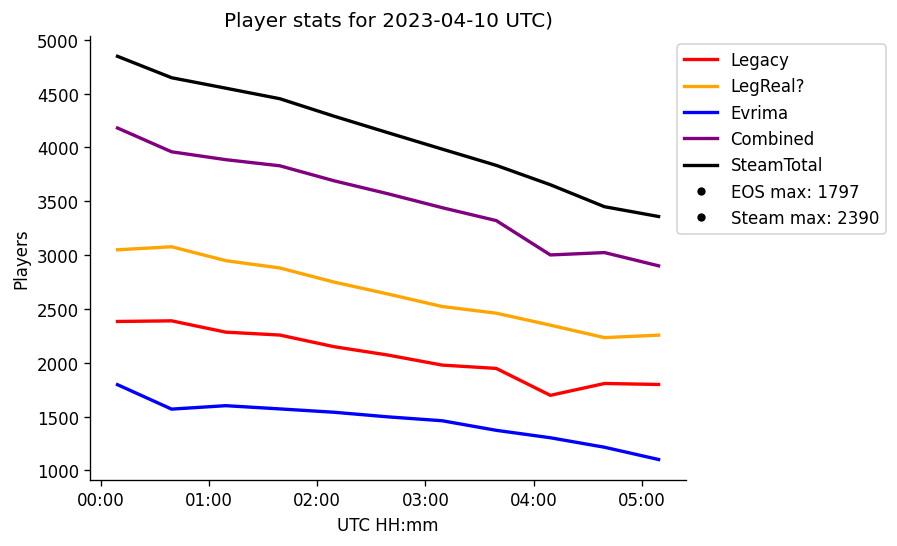 Player stats for 2023-04-10 UTC)
5000
4500
4000
3500
3000
2500
2000
1500
1000
Players
00:00 01:00 02:00 03:00 04:00 05:00
UTC HH:mm
Legacy
LegReal?
Evrima
Combined
SteamTotal
EOS max: 1797
Steam max: 2390